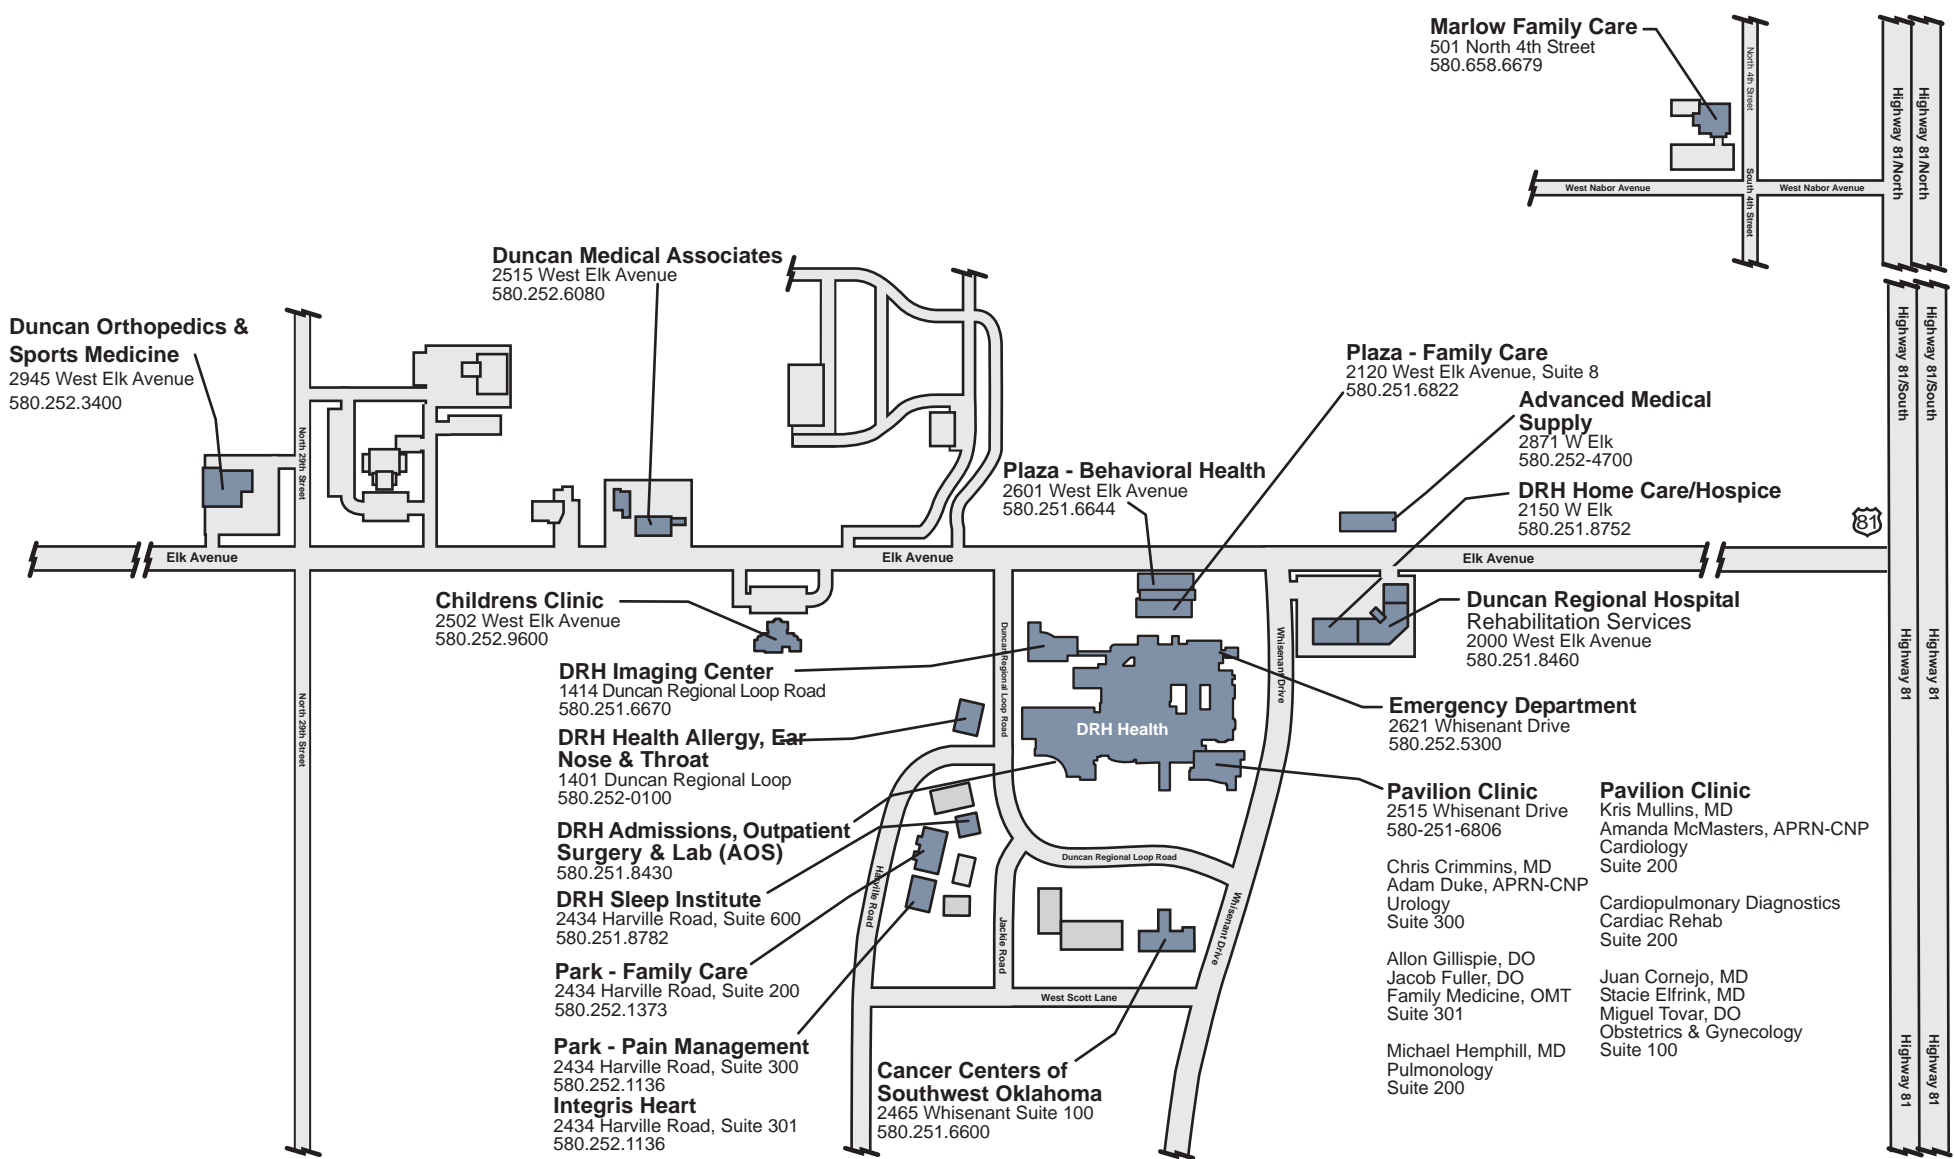 Marlow Family Care
501 North 4th Street
580.658.6679
North 4th Street
South 4th Street
West Nabor Avenue
West Nabor Avenue
Highway 81/North
Highway 81/North
Duncan Medical Associates
2515 West Elk Avenue
580.252.6080
Duncan Orthopedics &
Sports Medicine
2945 West Elk Avenue
580.252.3400
North 29th Street
Plaza - Family Care
2120 West Elk Avenue, Suite 8
580.251.6822
Advanced Medical
Supply
2871 W Elk
580.252-4700
Plaza - Behavioral Health
2601 West Elk Avenue
580.251.6644
DRH Home Care/Hospice
2150 W Elk
580.251.8752
Highway 81/South
Highway 81/South
81
Elk Avenue
Elk Avenue
Elk Avenue
Childrens Clinic
2502 West Elk Avenue
580.252.9600
Duncan Regional Hospital
Rehabilitation Services
2000 West Elk Avenue
580.251.8460
Duncan Regional Loop Road
Whisenant Drive
North 29th Street
Highway 81
Highway 81
DRH Imaging Center
1414 Duncan Regional Loop Road
580.251.6670
DRH Health
Emergency Department
2621 Whisenant Drive
580.252.5300
DRH Health Allergy, Ear
Nose & Throat
1401 Duncan Regional Loop
580.252-0100
DRH Admissions, Outpatient
Surgery & Lab (AOS)
580.251.8430
DRH Sleep Institute
2434 Harville Road, Suite 600
580.251.8782
Park - Family Care
2434 Harville Road, Suite 200
580.252.1373
Park - Pain Management
2434 Harville Road, Suite 300
580.252.1136
Integris Heart
2434 Harville Road, Suite 301
580.252.1136
Harville Road
Jackie Road
Duncan Regional Loop Road
Whisenant Drive
West Scott Lane
Cancer Centers of
Southwest Oklahoma
2465 Whisenant Suite 100
580.251.6600
Pavilion Clinic
2515 Whisenant Drive
580-251-6806
Chris Crimmins, MD
Adam Duke, APRN-CNP
Urology
Suite 300
Allon Gillispie, DO
Jacob Fuller, DO
Family Medicine, OMT
Suite 301
Michael Hemphill, MD
Pulmonology
Suite 200
Pavilion Clinic
Kris Mullins, MD
Amanda McMasters, APRN-CNP
Cardiology
Suite 200
Cardiopulmonary Diagnostics
Cardiac Rehab
Suite 200
Juan Cornejo, MD
Stacie Elfrink, MD
Miguel Tovar, DO
Obstetrics & Gynecology
Suite 100
Highway 81
Highway 81